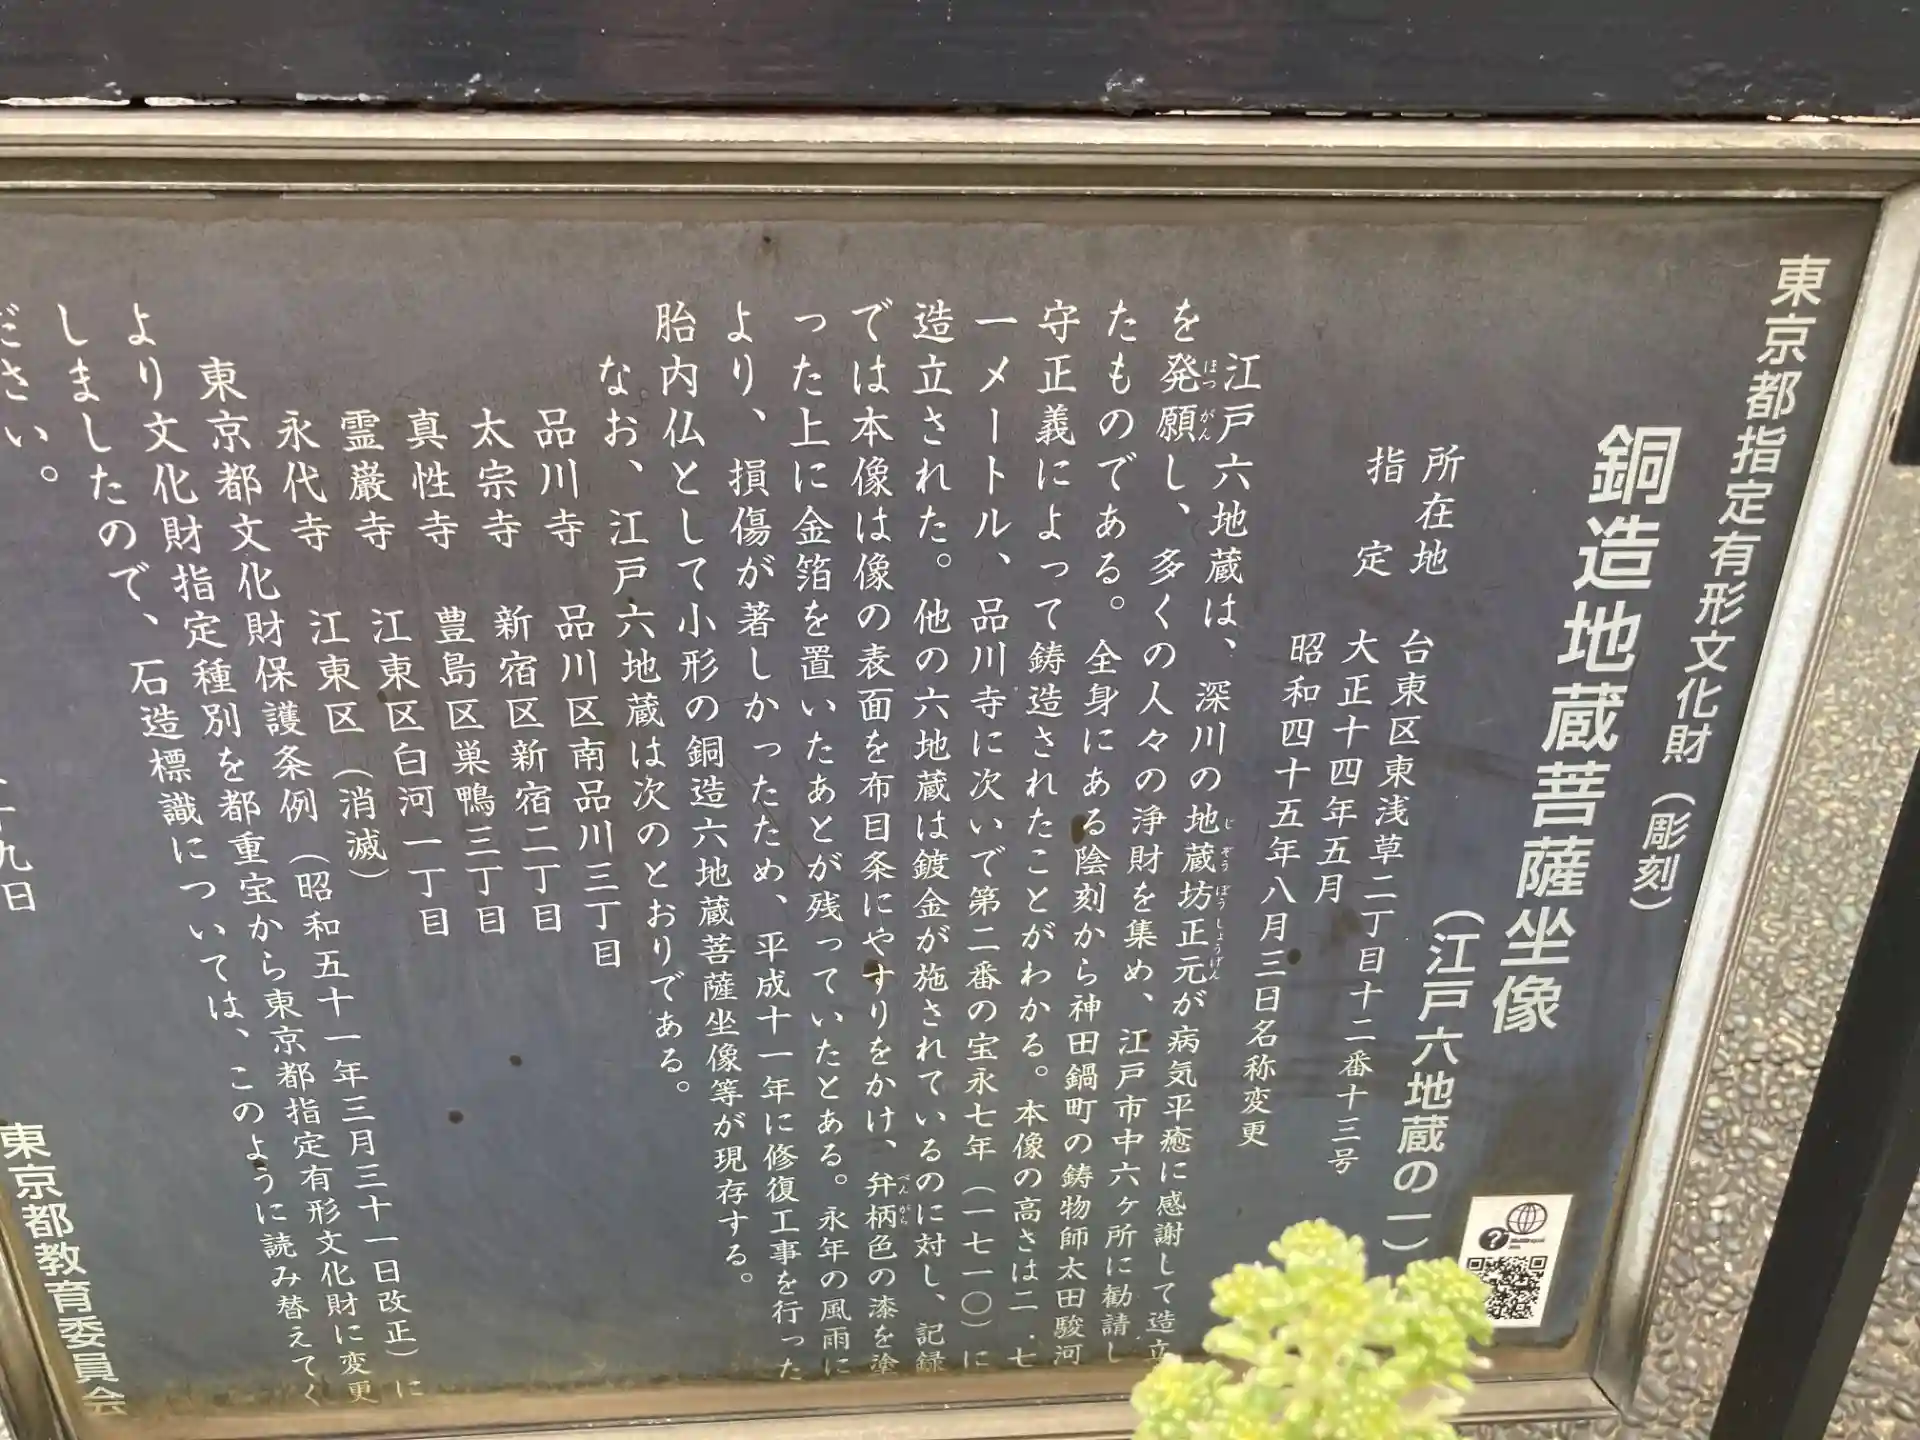 東京都指定有形文化財（彫刻）
銅造地蔵菩薩坐像
（江戸六地蔵の一）
所在地　台東区東浅草二丁目十二番十三号
指　定　大正十四年五月
昭和四十五年八月三日名称変更
江戸六地蔵は、深川の地蔵坊正元が病気平癒に感謝して造立
じぞうぼうしょうげん
を発願し、多くの人々の浄財を集め、江戸市中六ヶ所に勧請し
ほつがん
たものである。全身にある陰刻から神田鍋町の鋳物師太田駿河
守正義によって鋳造されたことがわかる。本像の高さは二．七
一メートル、品川寺に次いで第二番の宝永七年（一七一〇）に
造立された。他の六地蔵は鍍金が施されているのに対し、記録
では本像は像の表面を布目条にやすりをかけ、弁柄色の漆を塗
べんがら
った上に金箔を置いたあとが残っていたとある。永年の風雨に
より、損傷が著しかったため、平成十一年に修復工事を行った
胎内仏として小形の銅造六地蔵菩薩坐像等が現存する。
なお、江戸六地蔵は次のとおりである。
品川寺　品川区南品川三丁目
太宗寺　新宿区新宿二丁目
真性寺　豊島区巣鴨三丁目
霊巌寺　江東区白河一丁目
永代寺　江東区（消滅）
東京都文化財保護条例（昭和五十一年三月三十一日改正）に
より文化財指定種別を都重宝から東京都指定有形文化財に変更
しましたので、石造標識については、このように読み替えてく
ださい。
九日
東京都教育委員会